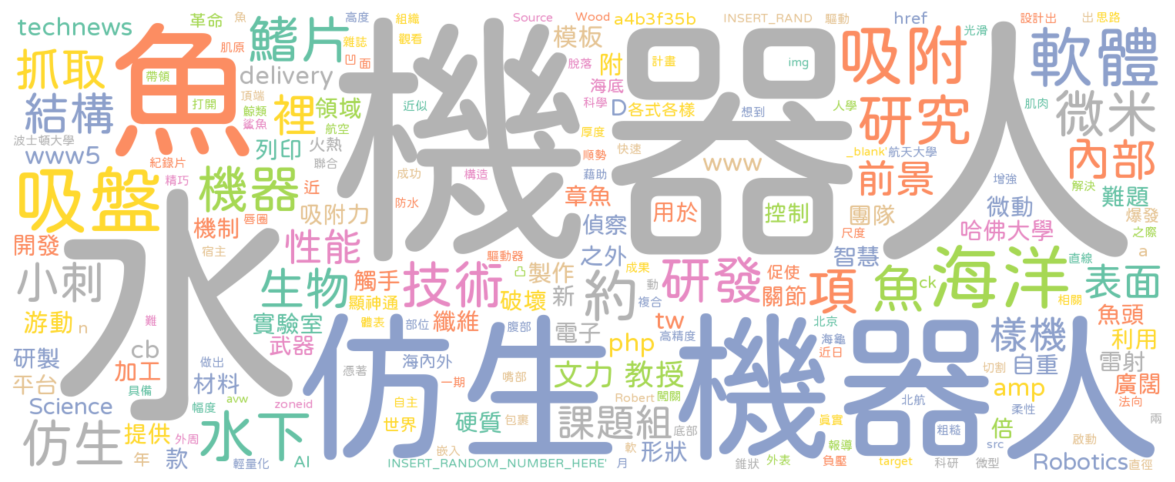 technews
革命
魚
高度
組織
Source
Wood
a4b3f35b
INSERT_RAND
驅動
href
設計出
出
思路
抓取
魚
肌原
鰭片
雜誌
凹
面
觀看
模板
附
計畫
img
吸附
光滑
軟體
機器人
帶領
打開
delivery
頂端
脫落
海底
結構
鯨類
鯊魚
裡
領域
航空
近似
科學
D
各式各樣
想到
人學
研究
肌肉
微米
波士頓大學
www5
紀錄片
精巧
列印
火熱
聯合
厚度
順勢
快速
www
_blank'
航天大學
內部
吸盤
機器
近
成功
構造
藉助
前景
增強
解決
難題
防水
章魚
用於
控制
團隊
尺度
微動
爆發
之際
開發
機制
唇圈
宿主
吸附力
偵察
哈佛大學
水
性能
驅動器
之外
智慧
a
小刺
生物
觸手
技術
凸
製作
成果
動
研發
促使
關節
項
魚
ck
海洋
直線
表面
顯神通
破壞
新
約
複合
相關
游動
n
難
實驗室
體表
部位
纖維
腹部
電子
高精度
tw
北京
海龜
近日
樣機
魚頭
利用
研製
cb
武器
仿生機器人
php
自重
雷射
平台
加工
具備
做出
材料
憑著
海內外
一期
嘴部
文力
教授
amp
切割
廣闊
Science
幅度
avw
zoneid
自主
世界
Robert
闖關
北航
柔性
法向
仿生
提供
年
外周
款
水下
輕量化
AI
包裹
嵌入
硬質
課題組
底部
軟
形狀
粗糙
真實
報導
倍
src
啟動
兩
INSERT_RANDOM_NUMBER_HERE'
月
錐狀
外表
負壓
target
科研
微型
Robotics
直徑